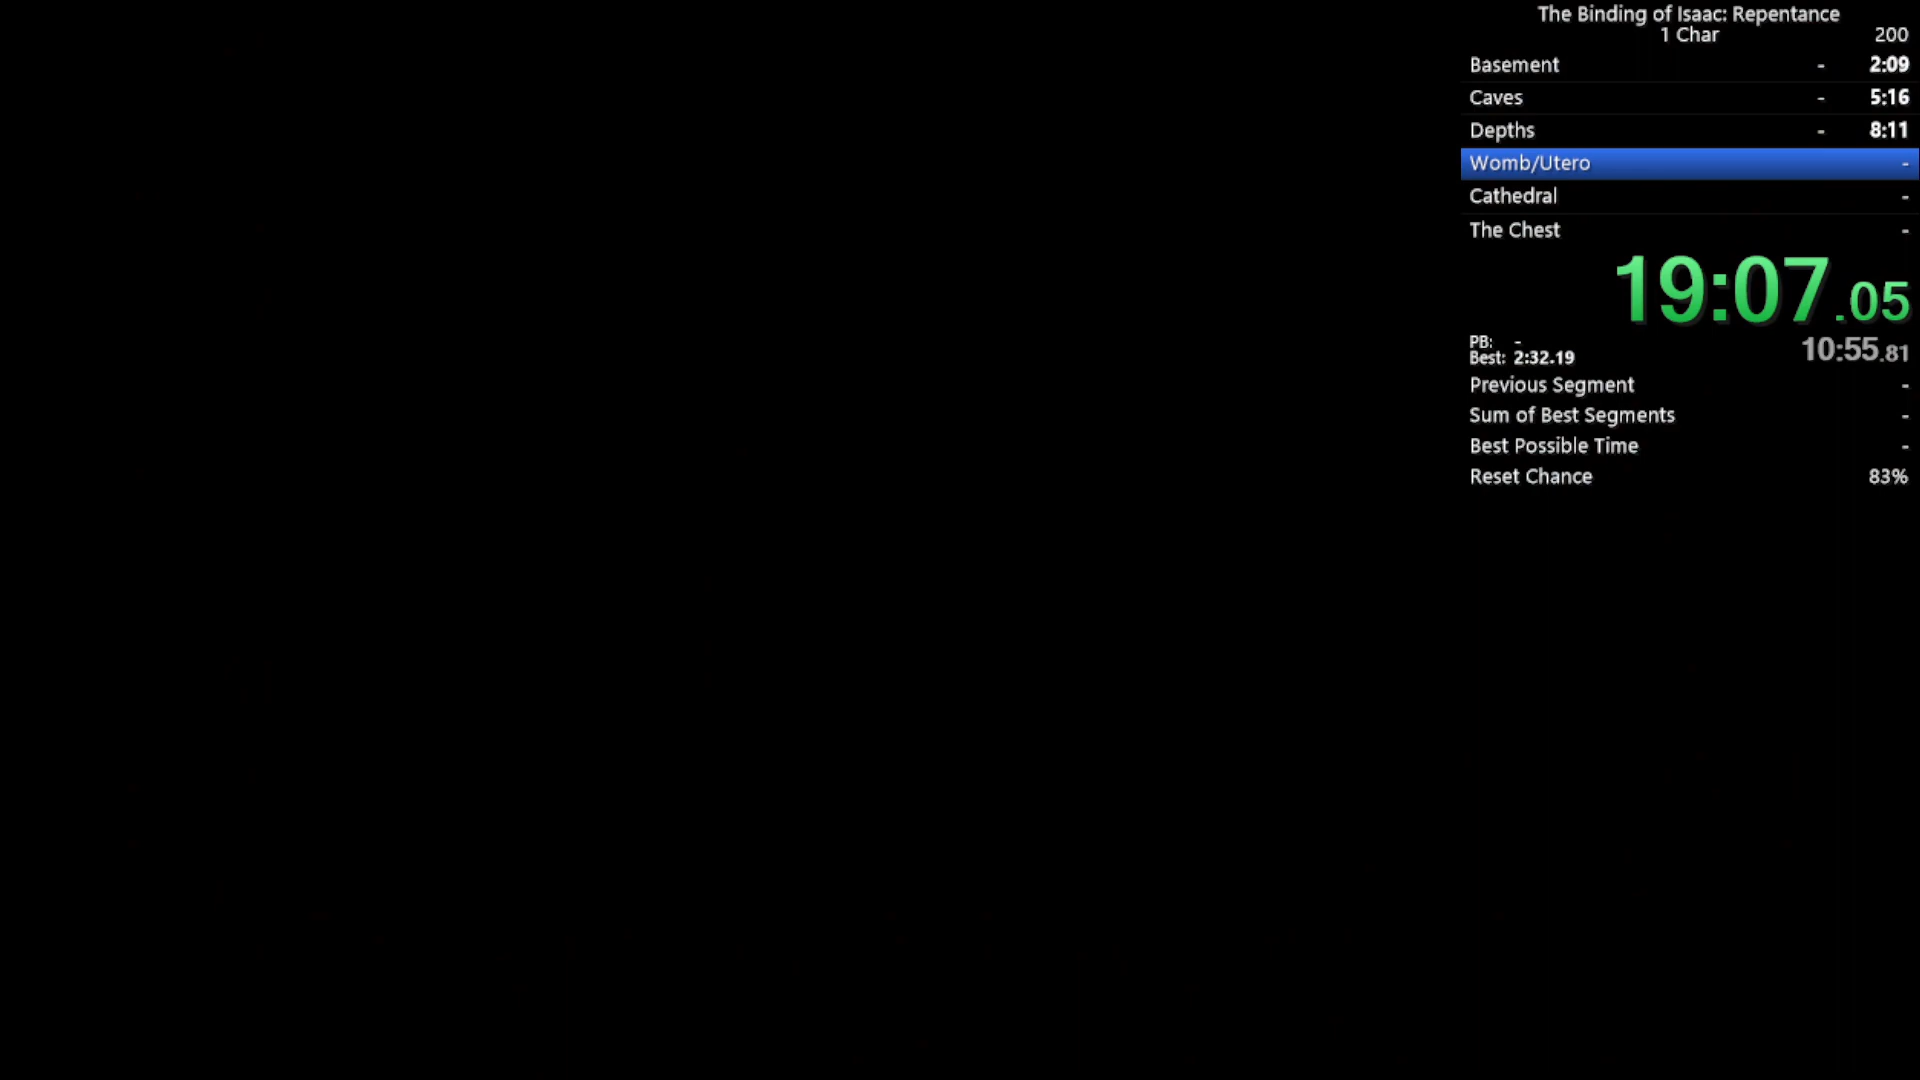 The Binding of Isaac: Repentance
1 Char 200
Basement - 2:09
Caves - 5:16
Depths - 8:11
Womb/Utero -
Cathedral -
The Chest -
19:07.05
PB: - 10:55.81
Best: 2:32.19
Previous Segment -
Sum of Best Segments -
Best Possible Time -
Reset Chance 83%